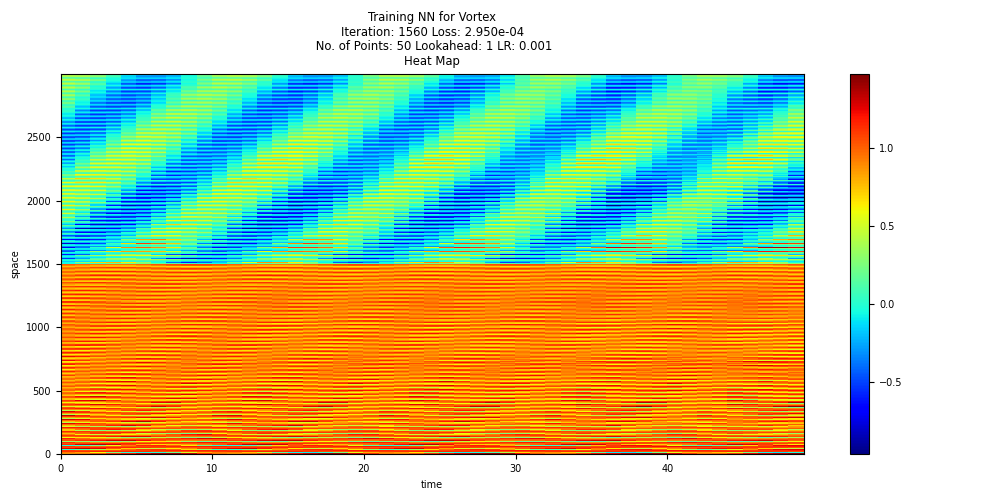 Training NN for Vortex
Iteration: 1560 Loss: 2.950e-04
No. of Points: 50 Lookahead: 1 LR: 0.001
Heat Map
space
2500
2000
1500
1000
500
0
0 10 20 30 40
time
1.0
0.5
0.0
−0.5